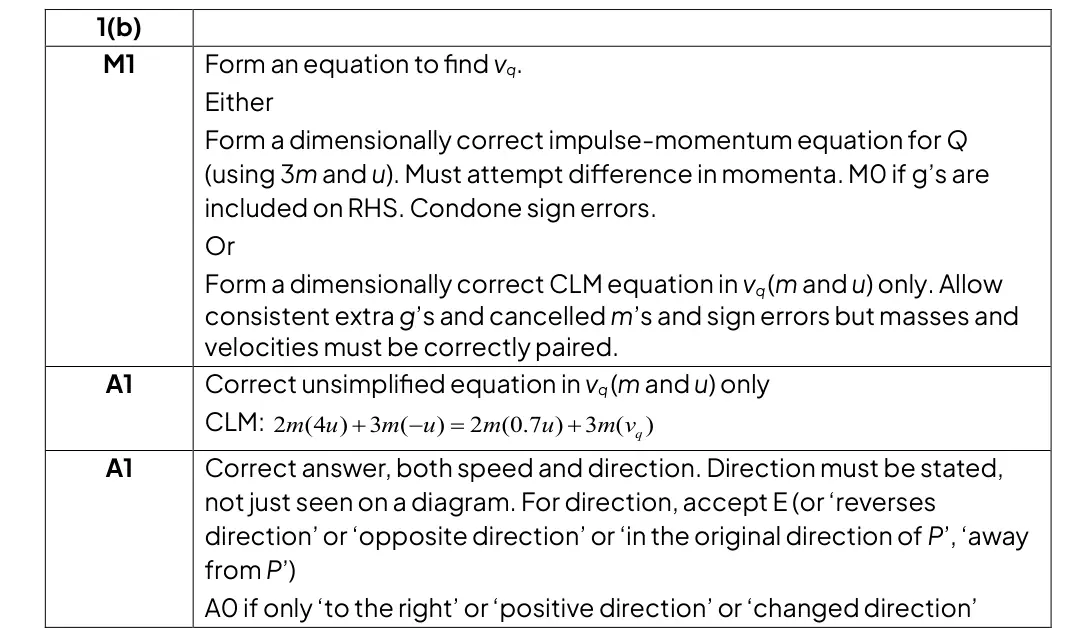 1(b)
M1
Form an equation to find v_q.
Either
Form a dimensionally correct impulse-momentum equation for Q
(using 3m and u). Must attempt difference in momenta. M0 if g’s are
included on RHS. Condone sign errors.
Or
Form a dimensionally correct CLM equation in v_q (m and u) only. Allow
consistent extra g’s and cancelled m’s and sign errors but masses and
velocities must be correctly paired.
A1
Correct unsimplified equation in v_q (m and u) only
CLM: 2m(4u)+3m(−u)=2m(0.7u)+3m(v_q)
A1
Correct answer, both speed and direction. Direction must be stated,
not just seen on a diagram. For direction, accept E (or ‘reverses
direction’ or ‘opposite direction’ or ‘in the original direction of P’, ‘away
from P’)
A0 if only ‘to the right’ or ‘positive direction’ or ‘changed direction’